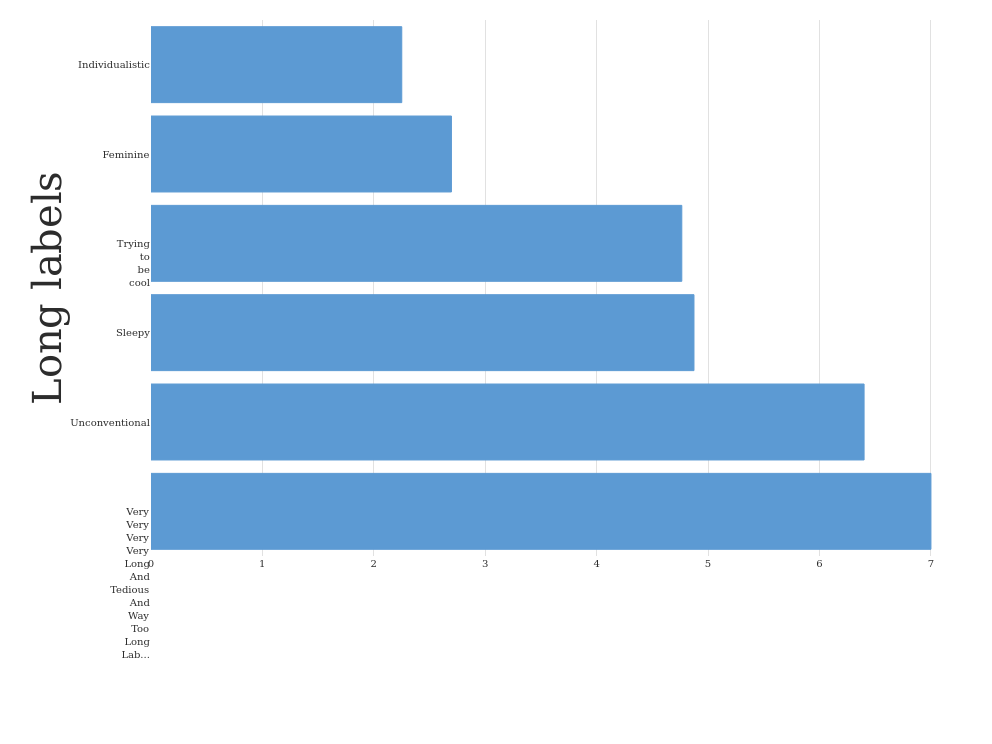 Long labels
Individualistic
Feminine
Trying
to
be
cool
Sleepy
Unconventional
Very
Very
Very
Very
Long
And
Tedious
And
Way
Too
Long
Lab...
0 1 2 3 4 5 6 7